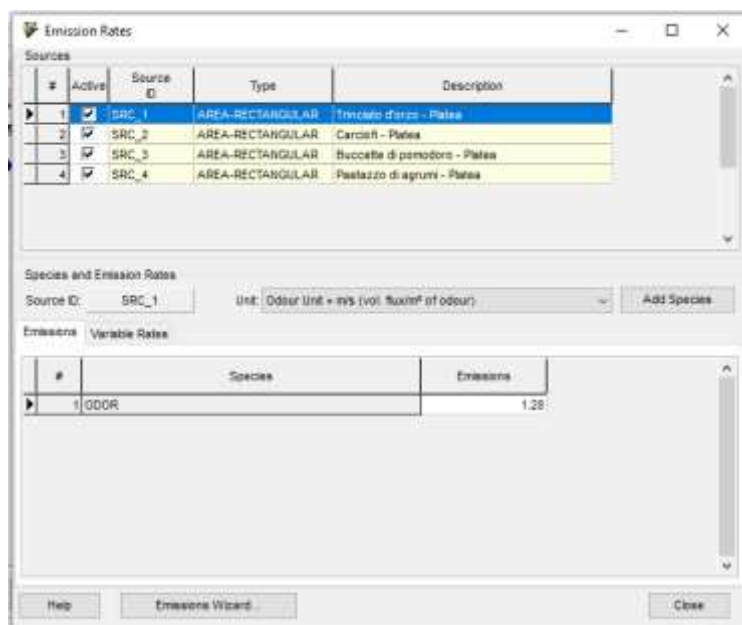 Emission Rates
Sources
# Active Source ID Type Description
1 SRC_1 AREA-RECTANGULAR Trinciato d'orzo - Platea
2 SRC_2 AREA-RECTANGULAR Carciofi - Platea
3 SRC_3 AREA-RECTANGULAR Buccette di pomodoro - Platea
4 SRC_4 AREA-RECTANGULAR Pastazzo di agrumi - Platea
Species and Emission Rates
Source ID: SRC_1 Unit: Odour Unit * m/s (vol. flux/m² of odour) Add Species
Emissions Variable Rates
# Species Emissions
1 ODOR 1.28
Help Emissions Wizard... Close